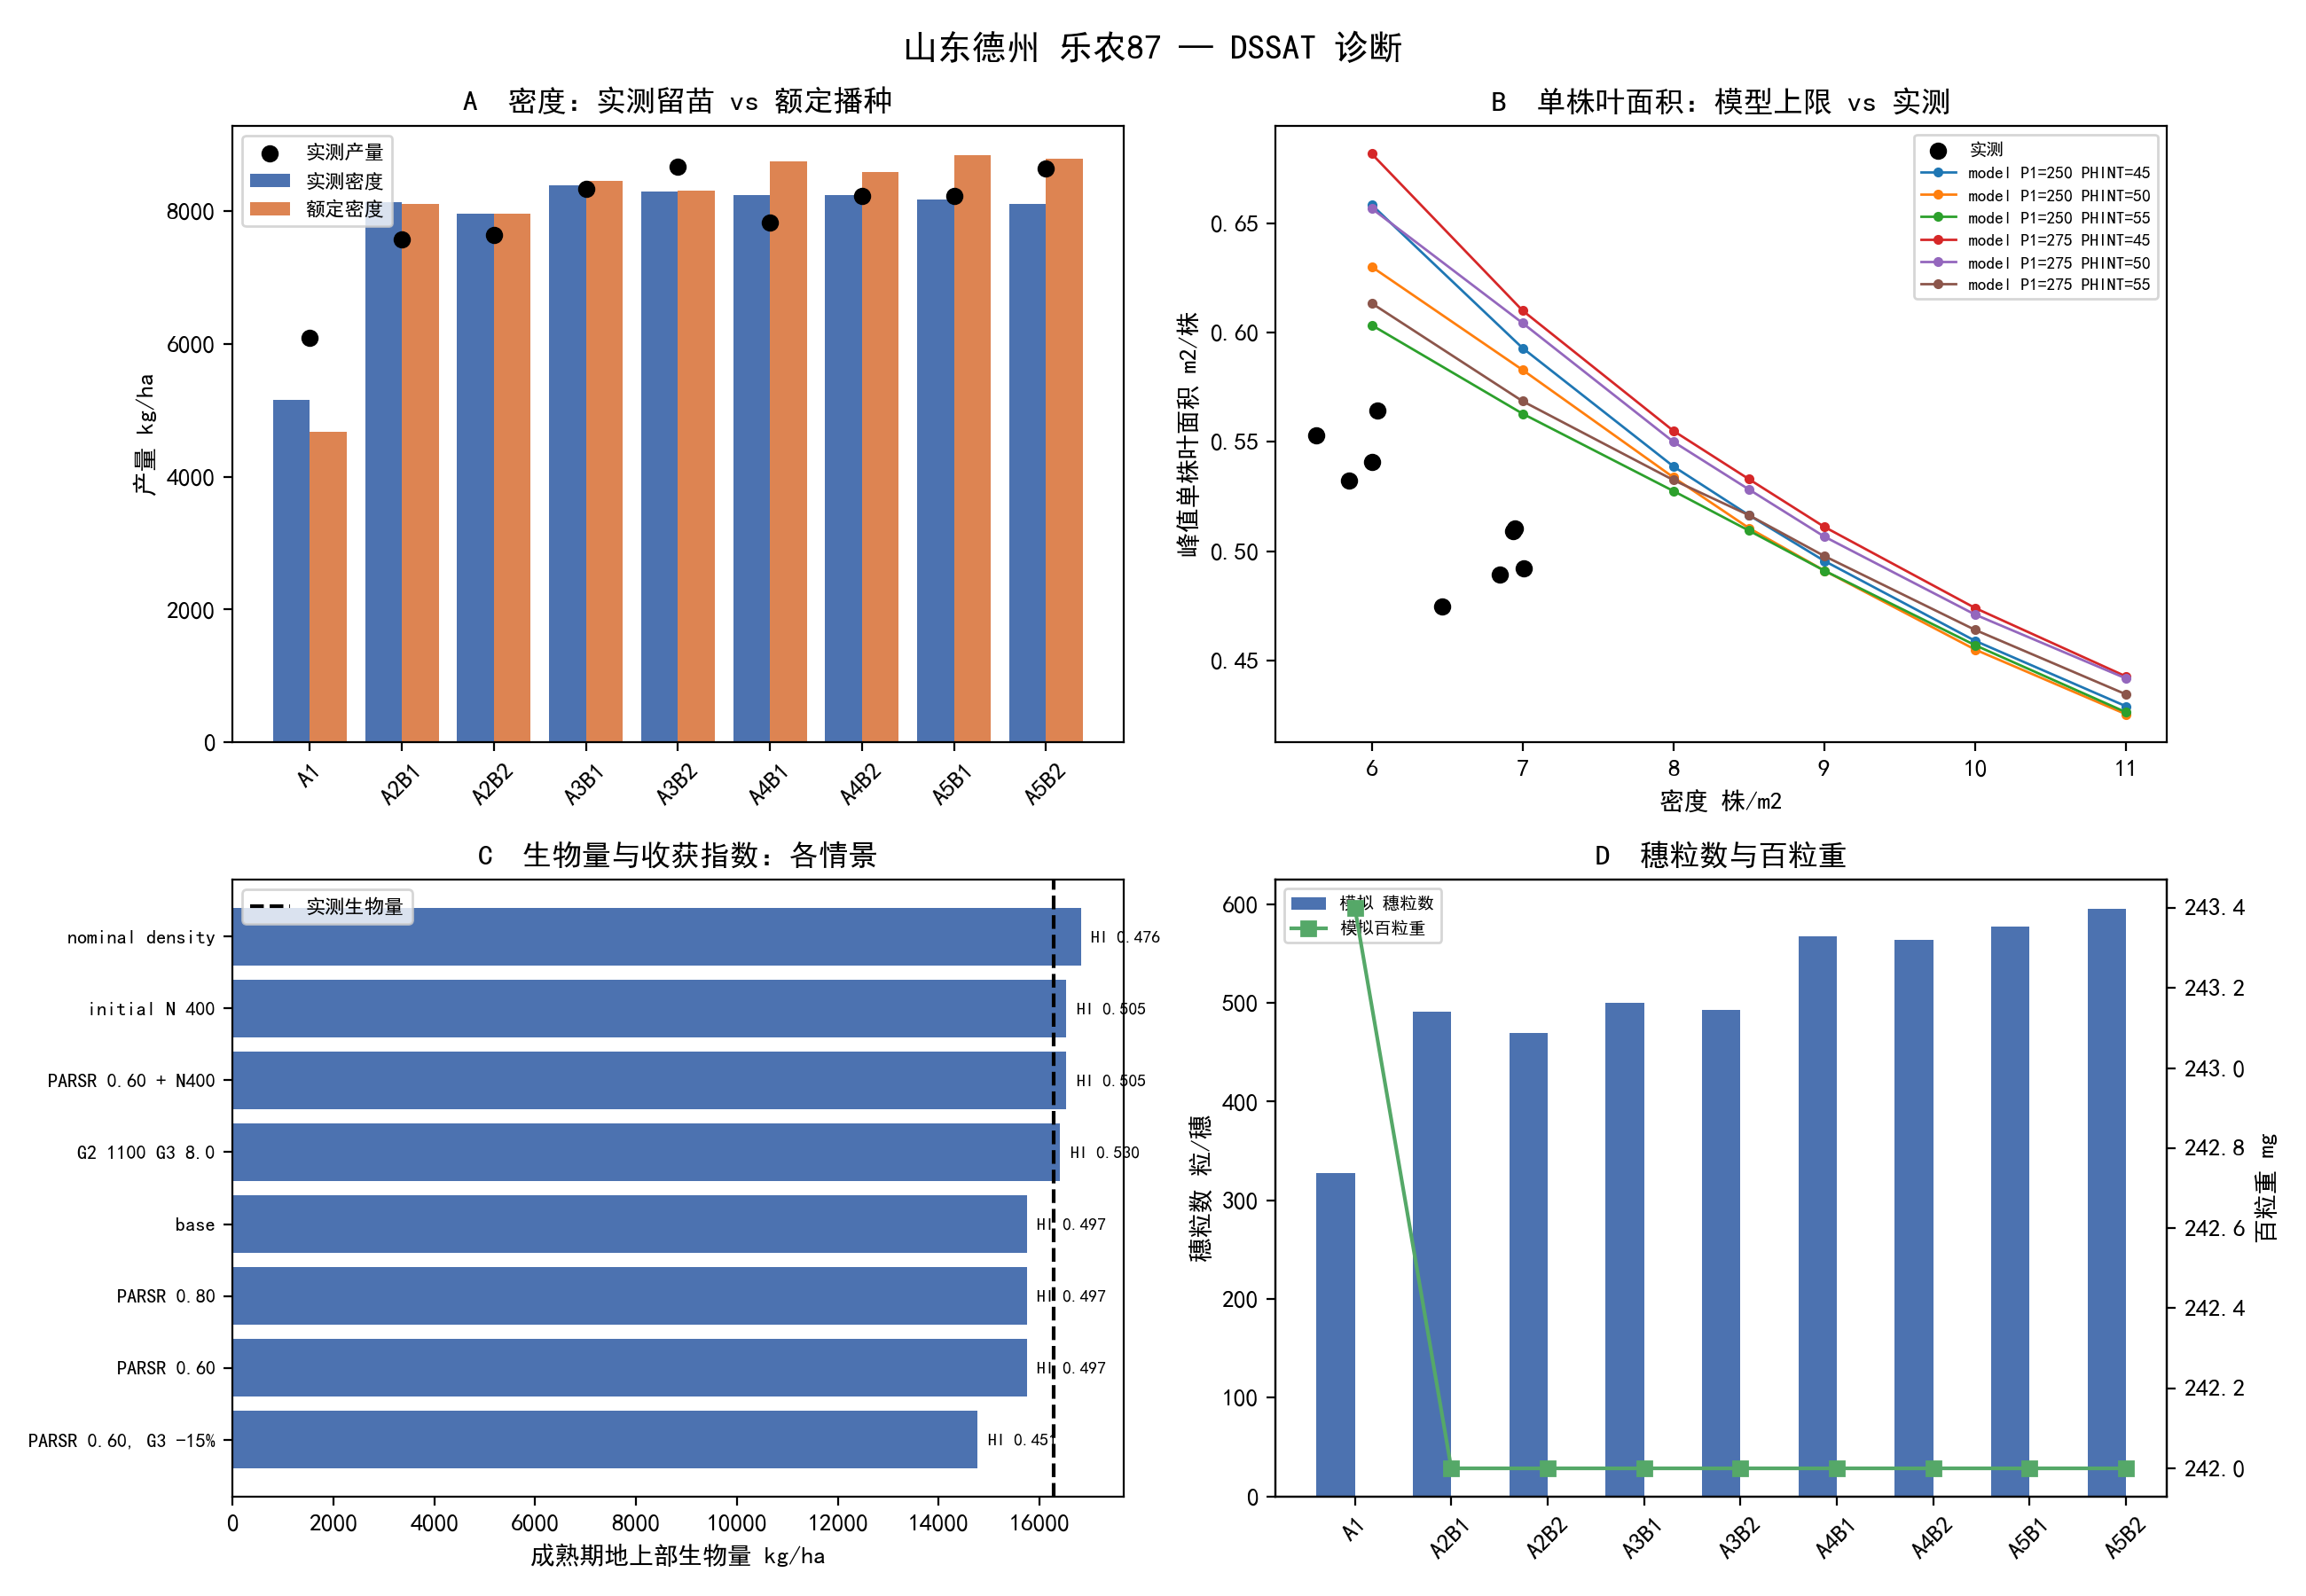 山东德州 乐农87 — DSSAT 诊断
A 密度: 实测留苗 vs 额定播种
实测产量
实测密度
额定密度
产量 kg/ha
8000
6000
4000
2000
0
A1
A2B1
A2B2
A3B1
A3B2
A4B1
A4B2
A5B1
A5B2
B 单株叶面积: 模型上限 vs 实测
实测
model P1=250 PHINT=45
model P1=250 PHINT=50
model P1=250 PHINT=55
model P1=275 PHINT=45
model P1=275 PHINT=50
model P1=275 PHINT=55
峰值单株叶面积 m2/株
0.65
0.60
0.55
0.50
0.45
6
7
8
9
10
11
密度 株/m2
C 生物量与收获指数: 各情景
实测生物量
nominal density
HI 0.476
initial N 400
HI 0.505
PARSR 0.60 + N400
HI 0.505
G2 1100 G3 8.0
HI 0.530
base
HI 0.497
PARSR 0.80
HI 0.497
PARSR 0.60
HI 0.497
PARSR 0.60, G3 −15%
HI 0.451
0
2000
4000
6000
8000
10000
12000
14000
16000
成熟期地上部生物量 kg/ha
D 穗粒数与百粒重
模拟 穗粒数
模拟百粒重
穗粒数 粒/穗
600
500
400
300
200
100
0
243.4
243.2
243.0
242.8
242.6
242.4
242.2
242.0
百粒重 mg
A1
A2B1
A2B2
A3B1
A3B2
A4B1
A4B2
A5B1
A5B2